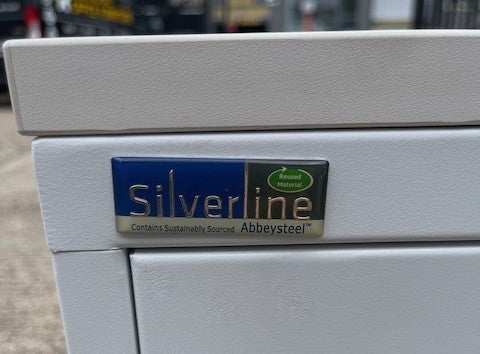 Reused
Material
Silverline
Contains Sustainably Sourced Abbeysteel™